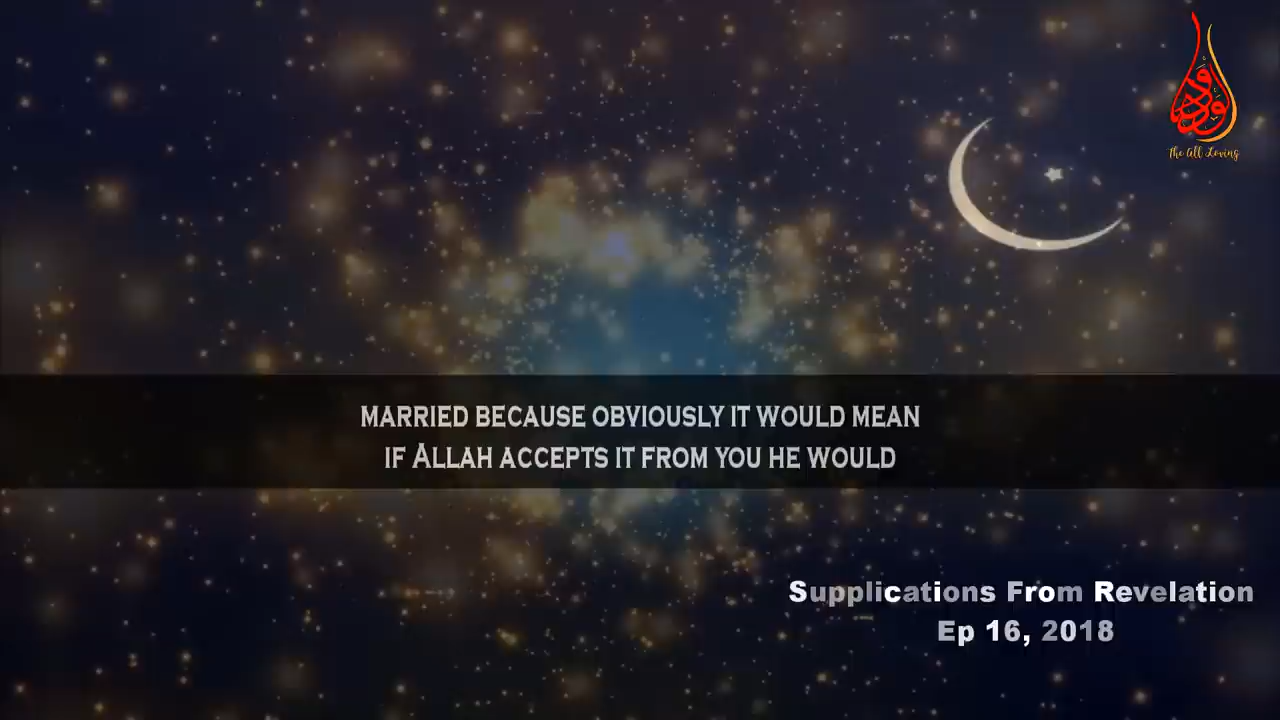 الودود
The All Loving
MARRIED BECAUSE OBVIOUSLY IT WOULD MEAN
IF ALLAH ACCEPTS IT FROM YOU HE WOULD
Supplications From Revelation
Ep 16, 2018